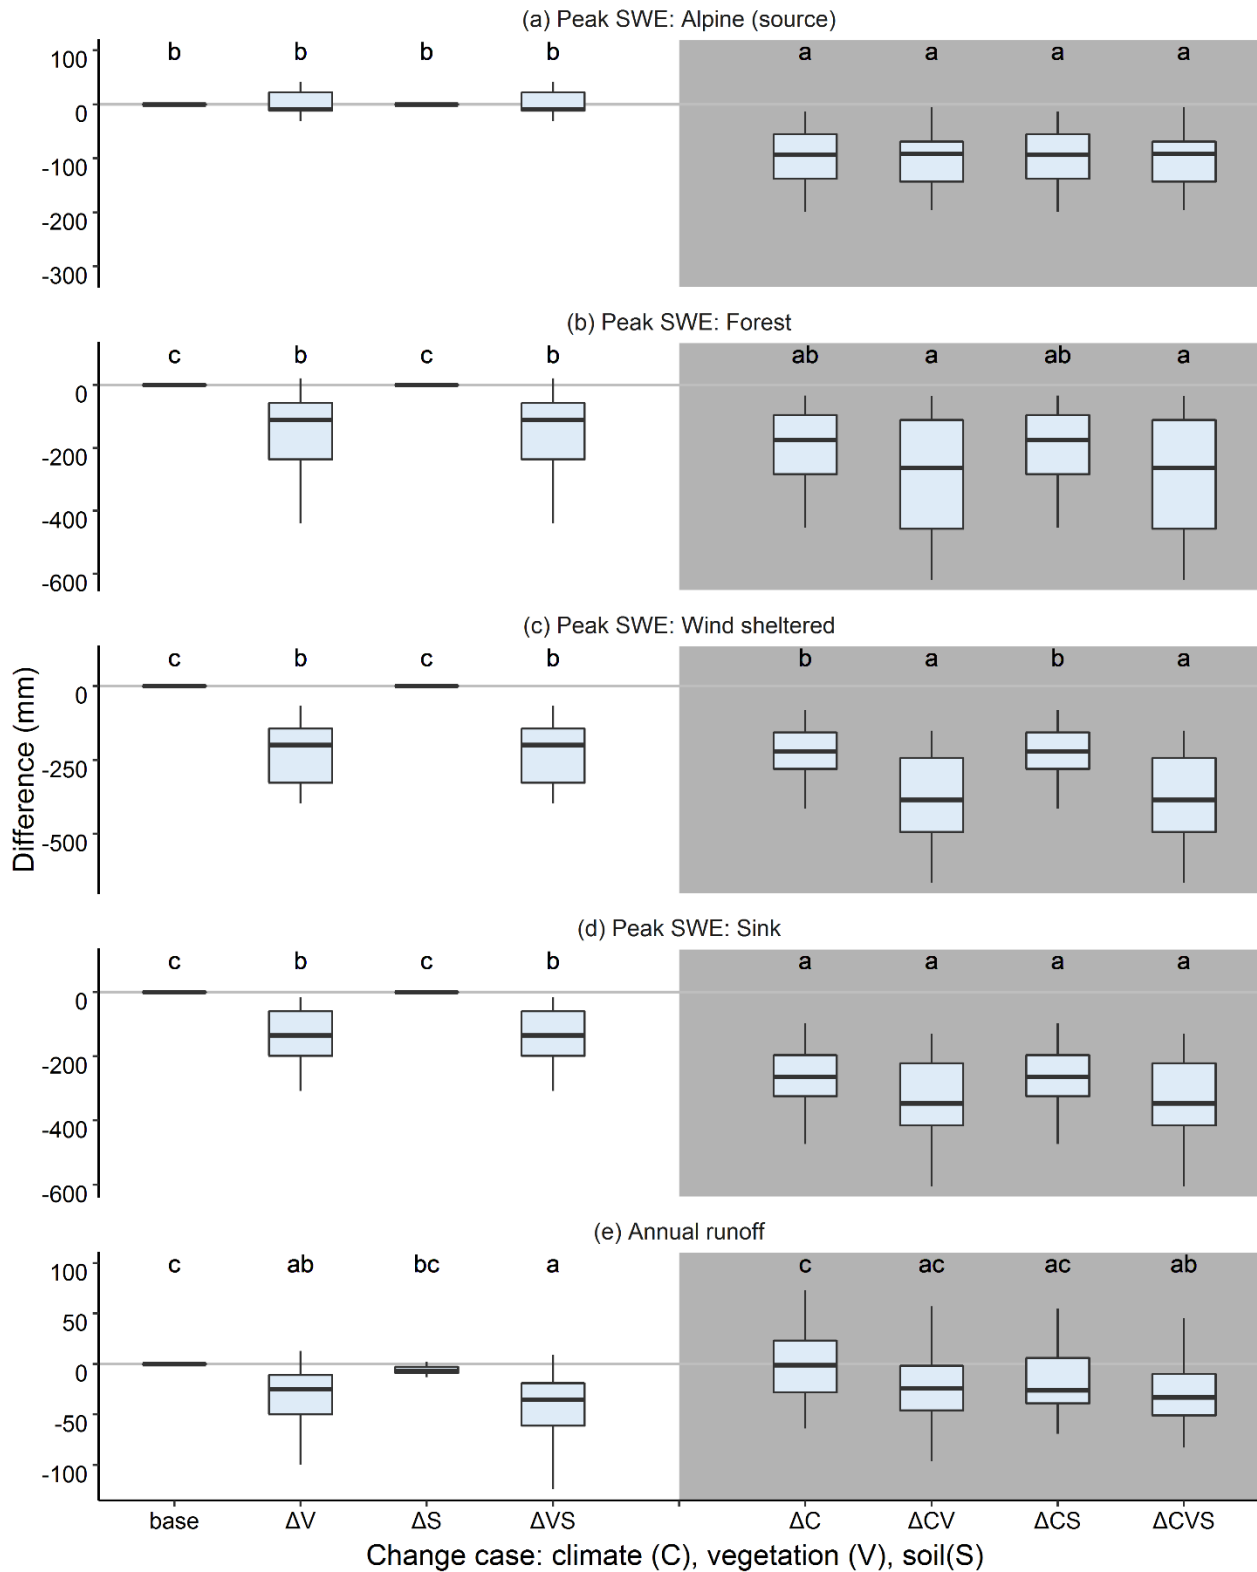 (a) Peak SWE: Alpine (source)
b b b b a a a a
100
0
-100
-200
-300
(b) Peak SWE: Forest
c b c b ab a ab a
0
-200
-400
-600
(c) Peak SWE: Wind sheltered
c b c b b a b a
0
-250
-500
(d) Peak SWE: Sink
c b c b a a a a
0
-200
-400
-600
(e) Annual runoff
c ab bc a c ac ac ab
100
50
0
-50
-100
Difference (mm)
base ΔV ΔS ΔVS ΔC ΔCV ΔCS ΔCVS
Change case: climate (C), vegetation (V), soil(S)